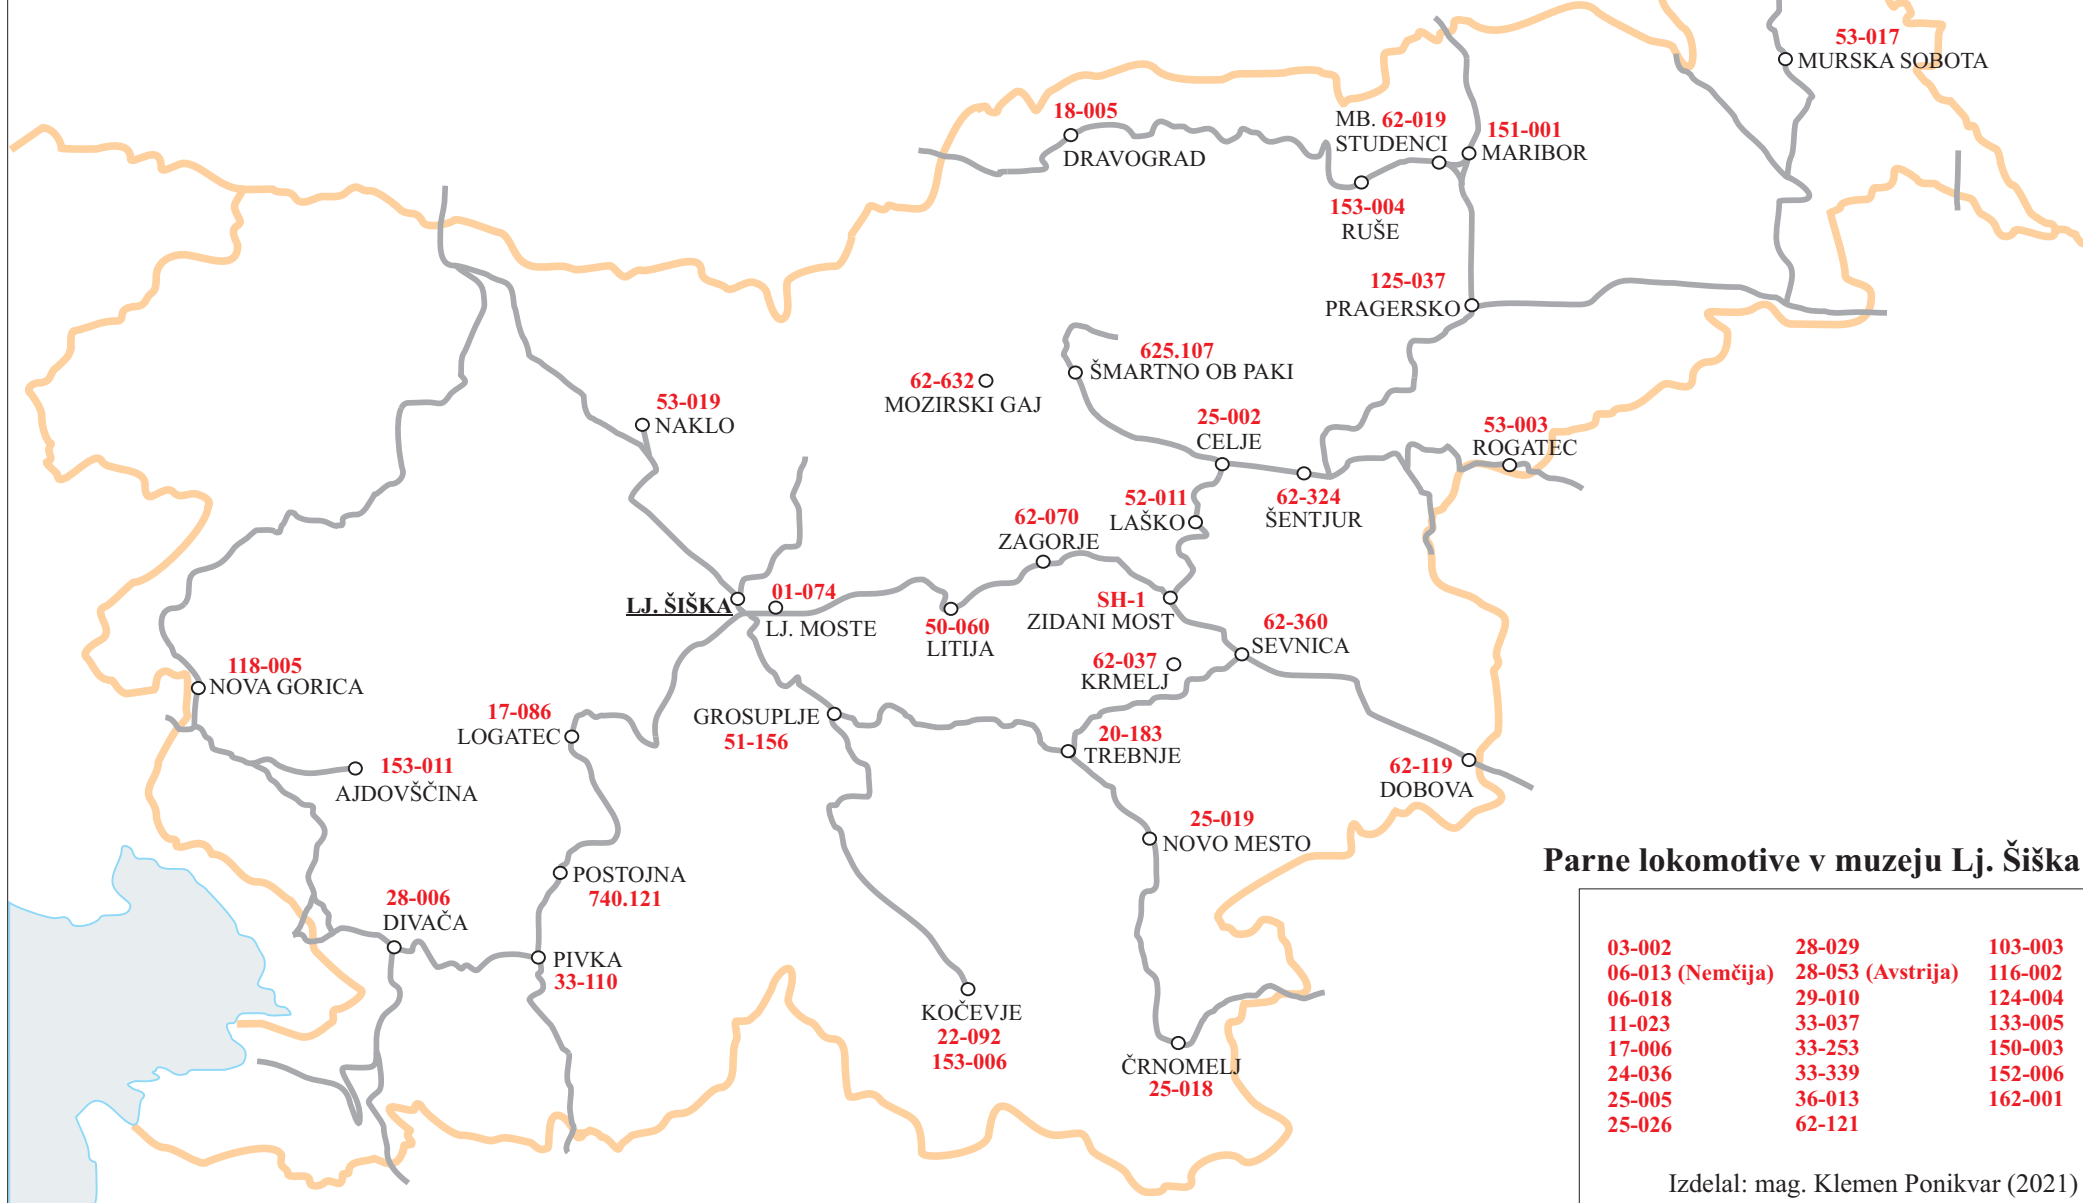 53-017
MURSKA SOBOTA
18-005
DRAVOGRAD
MB. 62-019
STUDENCI
151-001
MARIBOR
153-004
RUŠE
125-037
PRAGERSKO
625.107
ŠMARTNO OB PAKI
62-632
MOZIRSKI GAJ
53-019
NAKLO
25-002
CELJE
53-003
ROGATEC
62-324
ŠENTJUR
52-011
LAŠKO
62-070
ZAGORJE
LJ. ŠIŠKA
01-074
LJ. MOSTE
50-060
LITIJA
SH-1
ZIDANI MOST
62-360
SEVNICA
62-037
KRMELJ
118-005
NOVA GORICA
17-086
LOGATEC
GROSUPLJE
51-156
20-183
TREBNJE
62-119
DOBOVA
153-011
AJDOVŠČINA
25-019
NOVO MESTO
POSTOJNA
740.121
28-006
DIVAČA
PIVKA
33-110
KOČEVJE
22-092
153-006
ČRNOMELJ
25-018
Parne lokomotive v muzeju Lj. Šiška
03-002
06-013 (Nemčija)
06-018
11-023
17-006
24-036
25-005
25-026
28-029
28-053 (Avstrija)
29-010
33-037
33-253
33-339
36-013
62-121
103-003
116-002
124-004
133-005
150-003
152-006
162-001
Izdelal: mag. Klemen Ponikvar (2021)